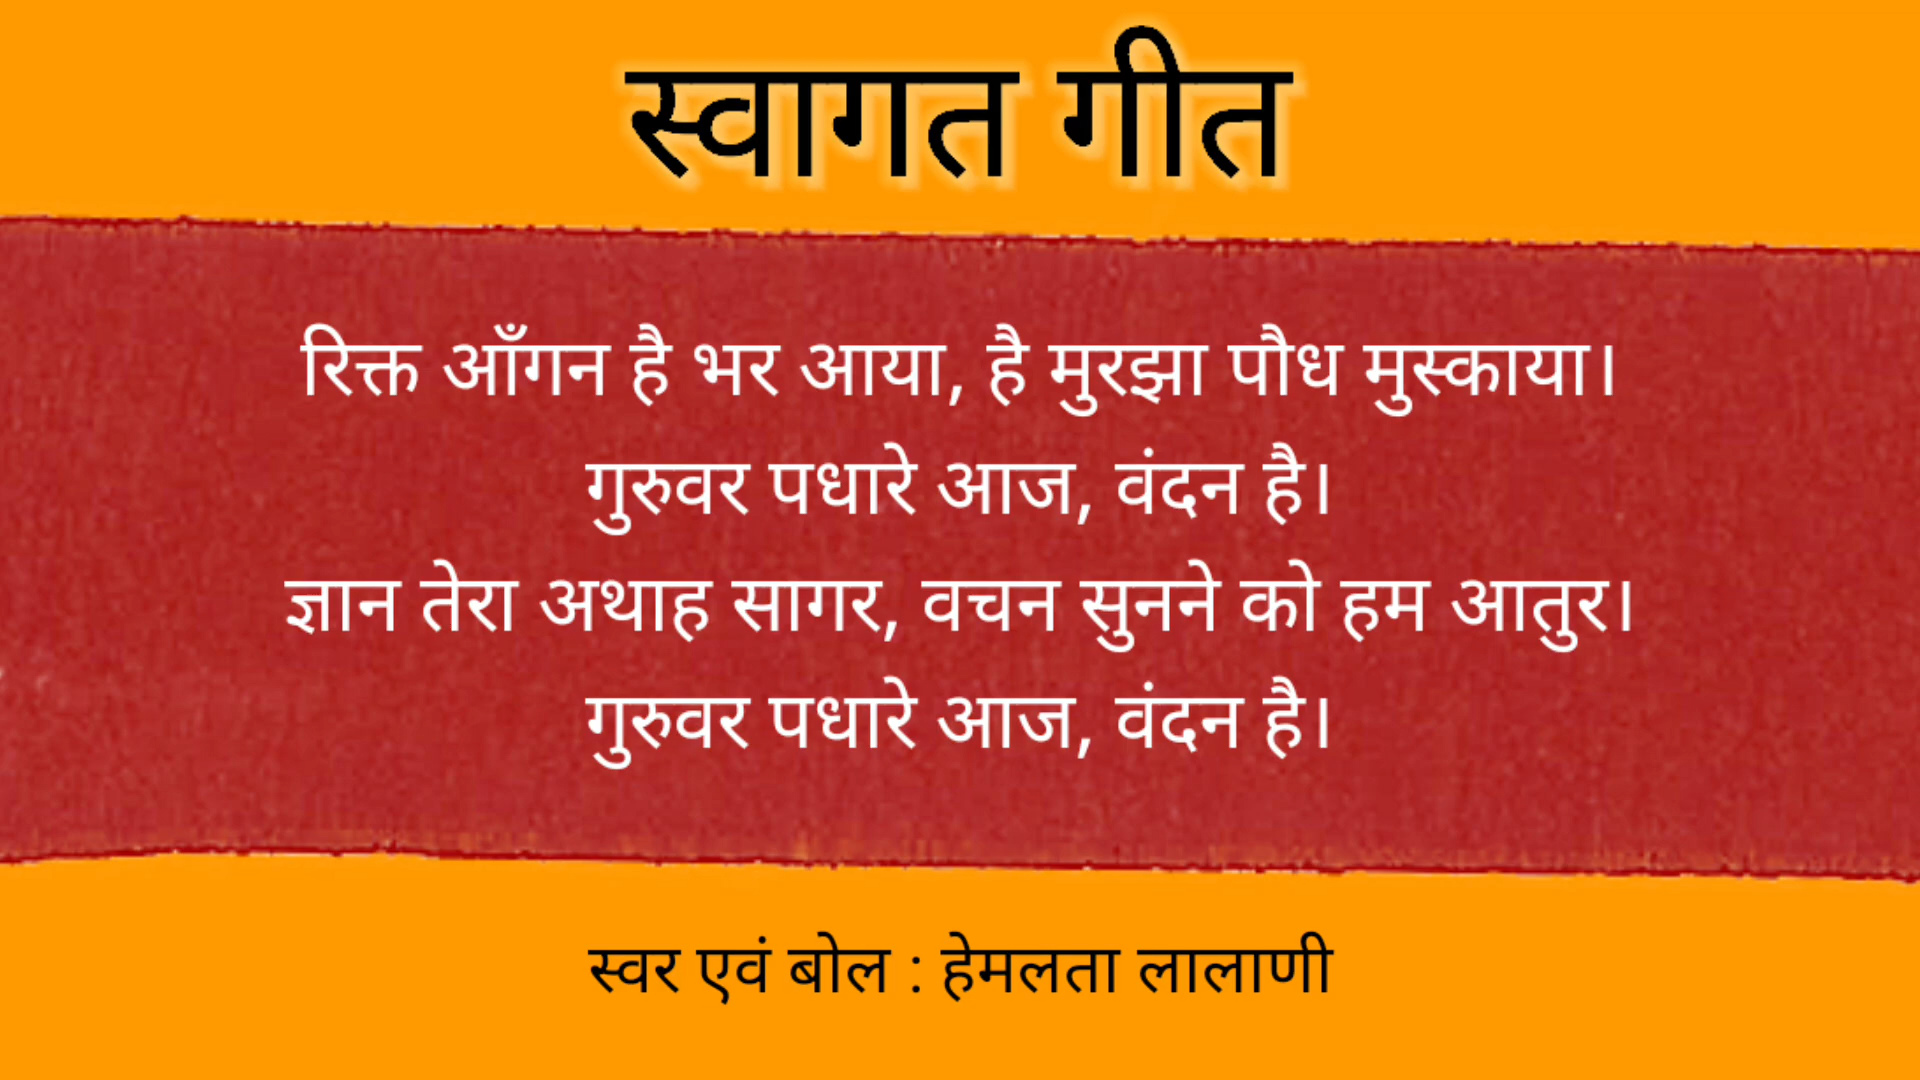 स्वागत गीत
रिक्त आँगन है भर आया, है मुरझा पौध मुस्काया।
गुरुवर पधारे आज, वंदन है।
ज्ञान तेरा अथाह सागर, वचन सुनने को हम आतुर।
गुरुवर पधारे आज, वंदन है।
स्वर एवं बोल : हेमलता लालाणी